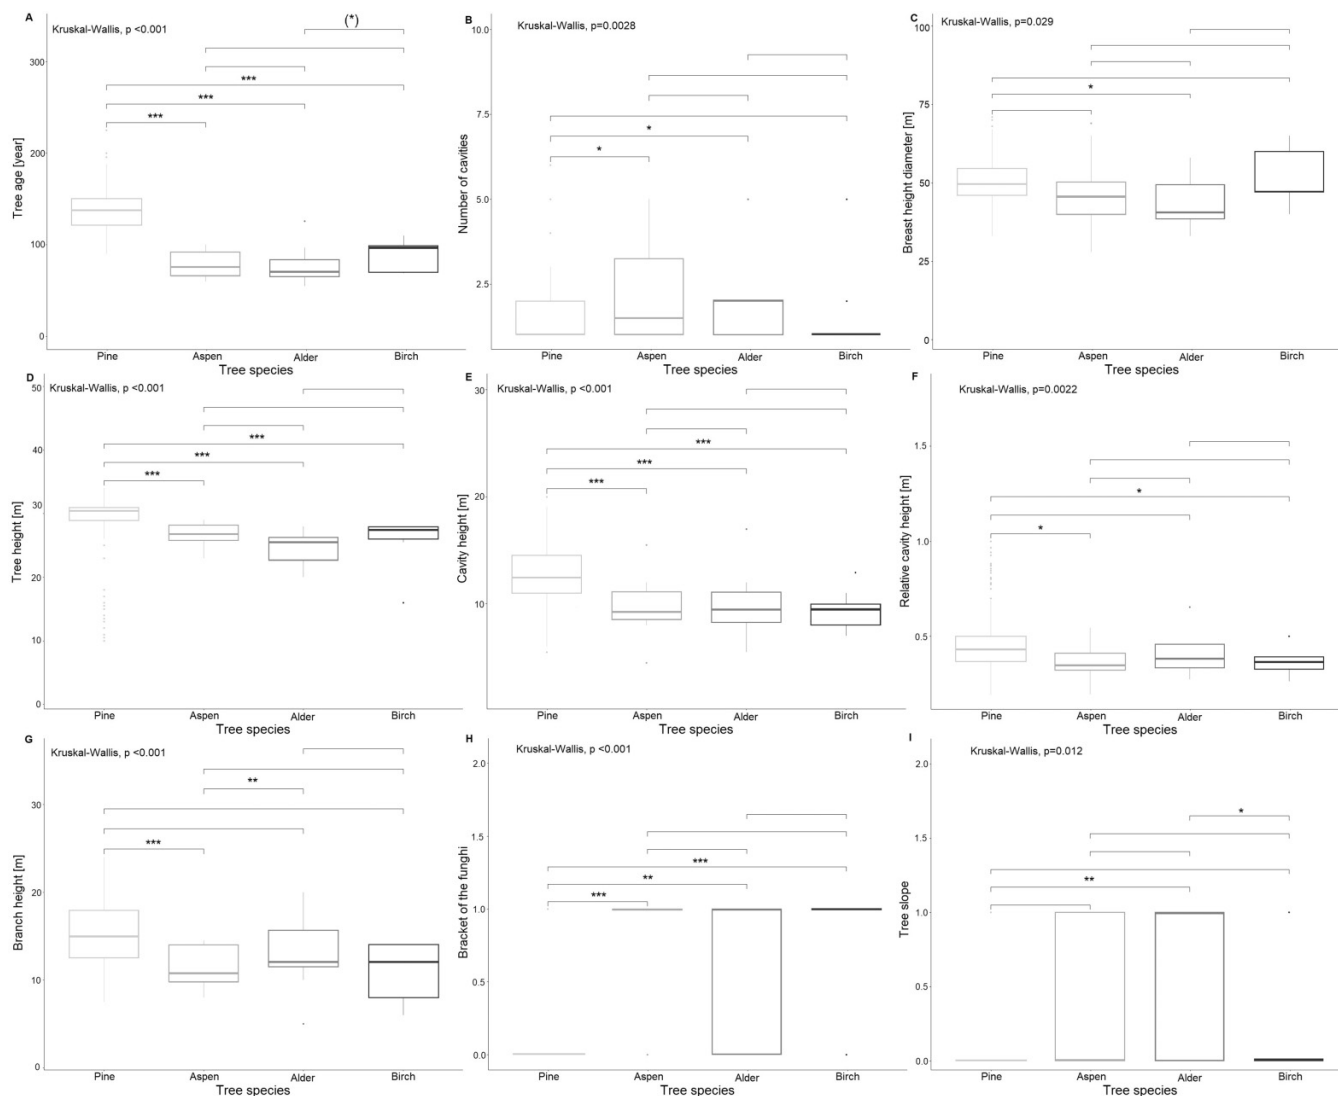 A
Kruskal-Wallis, p <0.001
(*)
***
***
***
Tree age [year]
300
200
100
0
Pine Aspen Alder Birch
Tree species
B
Kruskal-Wallis, p=0.0028
*
*
Number of cavities
10.0
7.5
5.0
2.5
Pine Aspen Alder Birch
Tree species
C
Kruskal-Wallis, p=0.029
*
Breast height diameter [m]
100
75
50
25
0
Pine Aspen Alder Birch
Tree species
D
Kruskal-Wallis, p <0.001
***
***
***
Tree height [m]
50
40
30
20
10
0
Pine Aspen Alder Birch
Tree species
E
Kruskal-Wallis, p <0.001
***
***
***
Cavity height [m]
30
20
10
Pine Aspen Alder Birch
Tree species
F
Kruskal-Wallis, p=0.0022
*
*
Relative cavity height [m]
1.5
1.0
0.5
Pine Aspen Alder Birch
Tree species
G
Kruskal-Wallis, p <0.001
**
***
Branch height [m]
30
20
10
0
Pine Aspen Alder Birch
Tree species
H
Kruskal-Wallis, p <0.001
***
**
***
Bracket of the funghi
2.0
1.5
1.0
0.5
0.0
Pine Aspen Alder Birch
Tree species
I
Kruskal-Wallis, p=0.012
*
**
Tree slope
2.0
1.5
1.0
0.5
0.0
Pine Aspen Alder Birch
Tree species